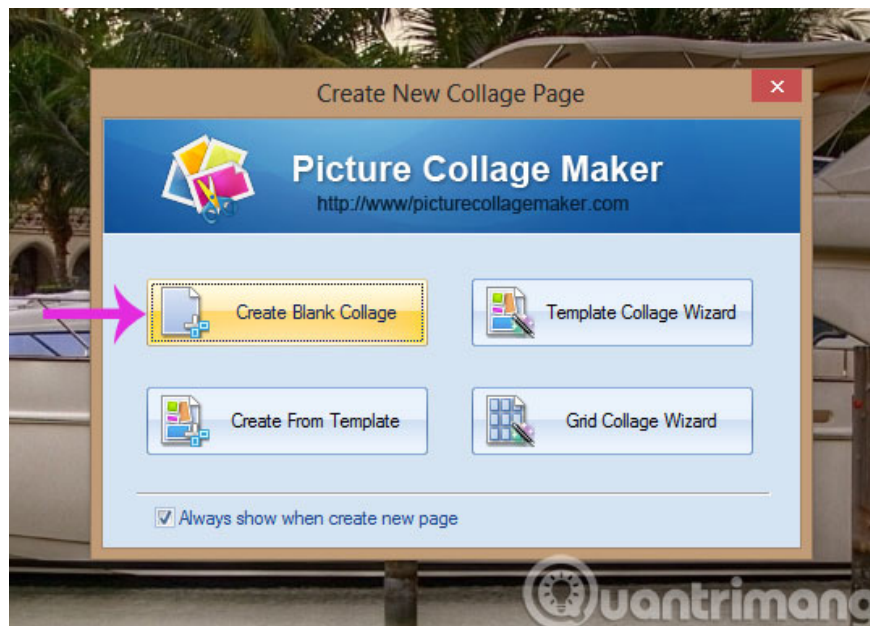 Create New Collage Page
Picture Collage Maker
http://www/picturecollagemaker.com
Create Blank Collage
Template Collage Wizard
Create From Template
Grid Collage Wizard
Always show when create new page
Quantrimang